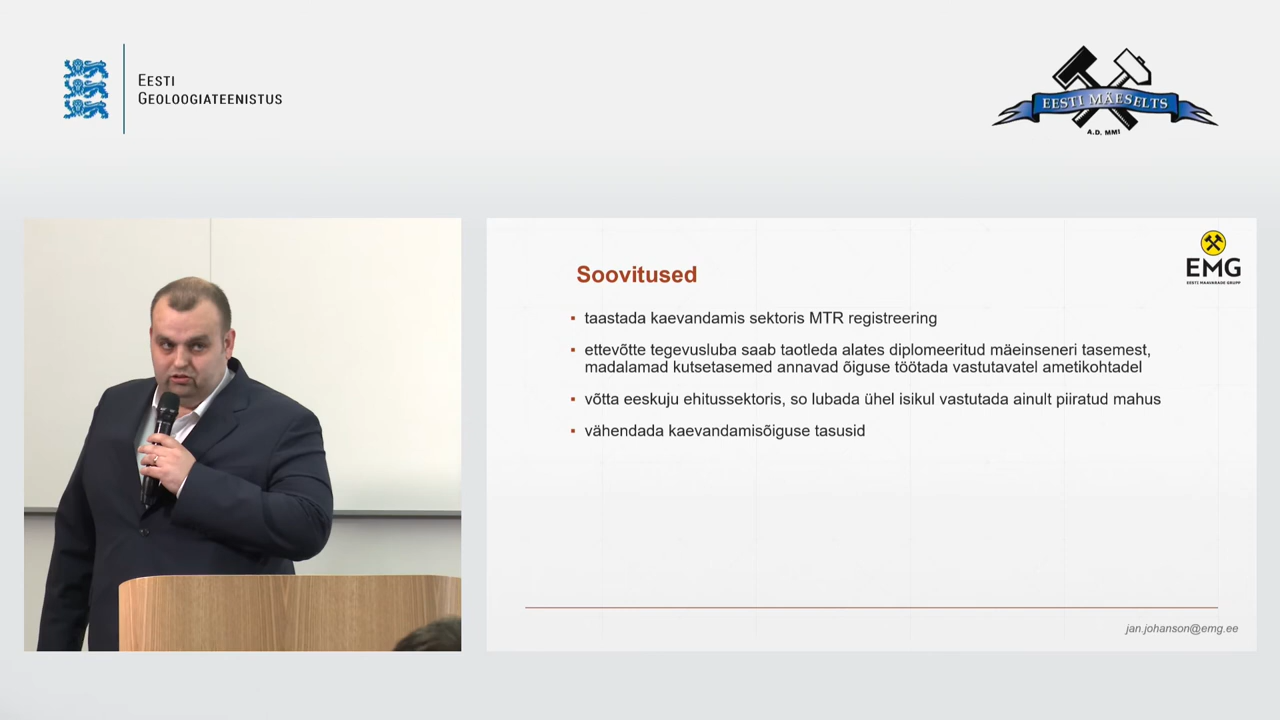 EESTI
GEOLOOGIATEENISTUS
EESTI MÄESELTS
A.D. MMI
EMG
EESTI MAAVARADE GRUPP
Soovitused
▪ taastada kaevandamis sektoris MTR registreering
▪ ettevõtte tegevusluba saab taotleda alates diplomeeritud mäeinseneri tasemest,
madalamad kutsetasemed annavad õiguse töötada vastutavatel ametikohtadel
▪ võtta eeskuju ehitussektoris, so lubada ühel isikul vastutada ainult piiratud mahus
▪ vähendada kaevandamisõiguse tasusid
jan.johanson@emg.ee